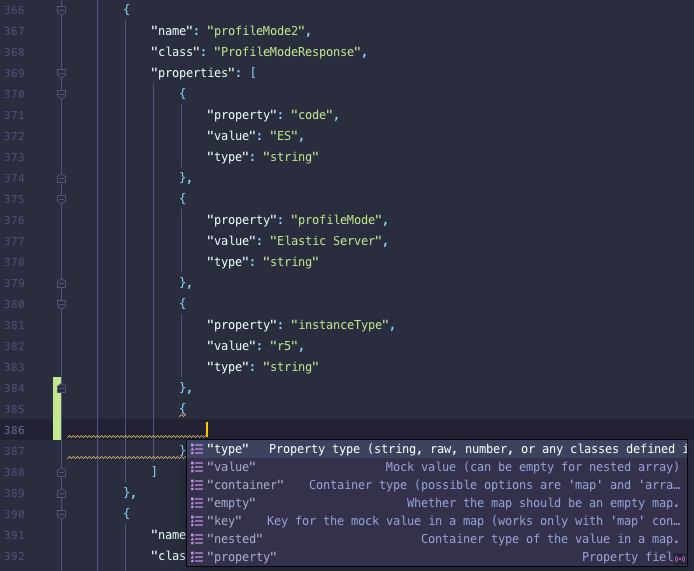 366 {
367 "name": "profileMode2",
368 "class": "ProfileModeResponse",
369 "properties": [
370 {
371 "property": "code",
372 "value": "ES",
373 "type": "string"
374 },
375 {
376 "property": "profileMode",
377 "value": "Elastic Server",
378 "type": "string"
379 },
380 {
381 "property": "instanceType",
382 "value": "r5",
383 "type": "string"
384 },
385 {
386
387 }
"type" Property type (string, raw, number, or any classes defined i
"value" Mock value (can be empty for nested array)
388 ]
"container" Container type (possible options are 'map' and 'arra…
389 },
"empty" Whether the map should be an empty map.
390 {
"key" Key for the mock value in a map (works only with 'map' con…
391 "name
"nested" Container type of the value in a map.
392 "clas
"property" Property fiel…